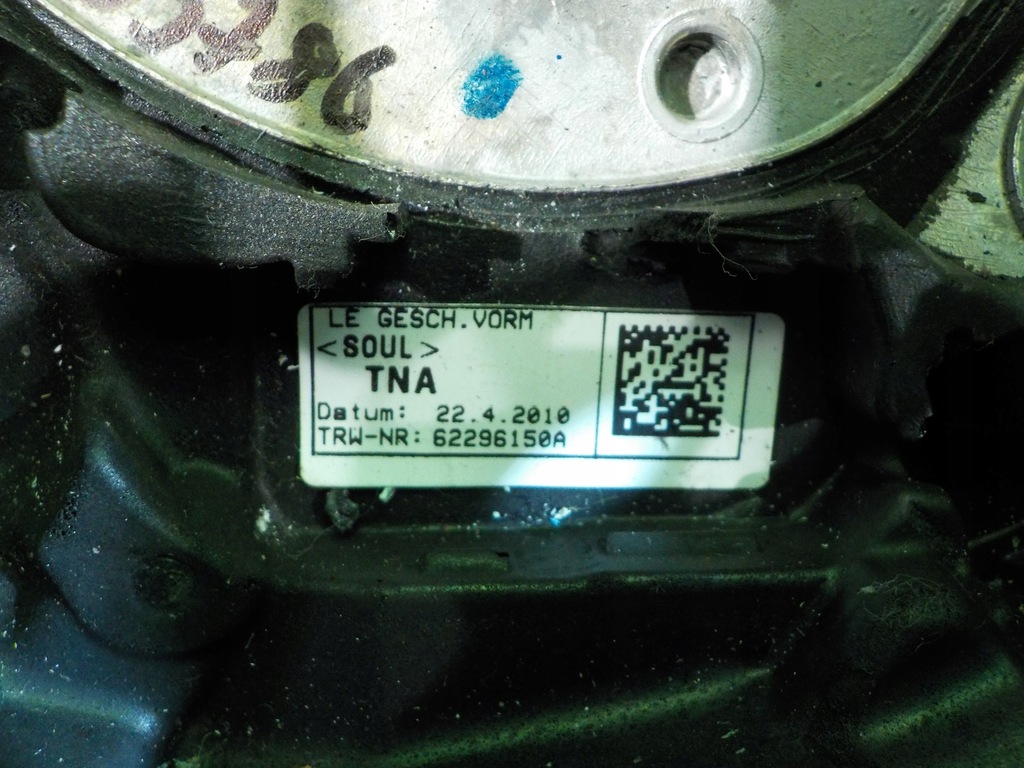 LE GESCH.VORM
<SOUL>
TNA
Datum: 22.4.2010
TRW-NR: 62296150A